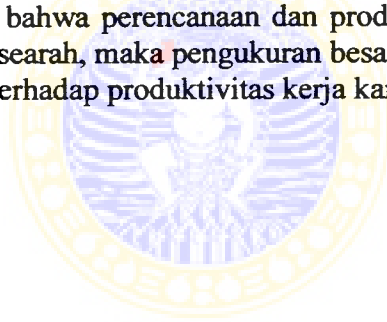 bahwa perencanaan dan prod
searah, maka pengukuran besa
erhadap produktivitas kerja ka